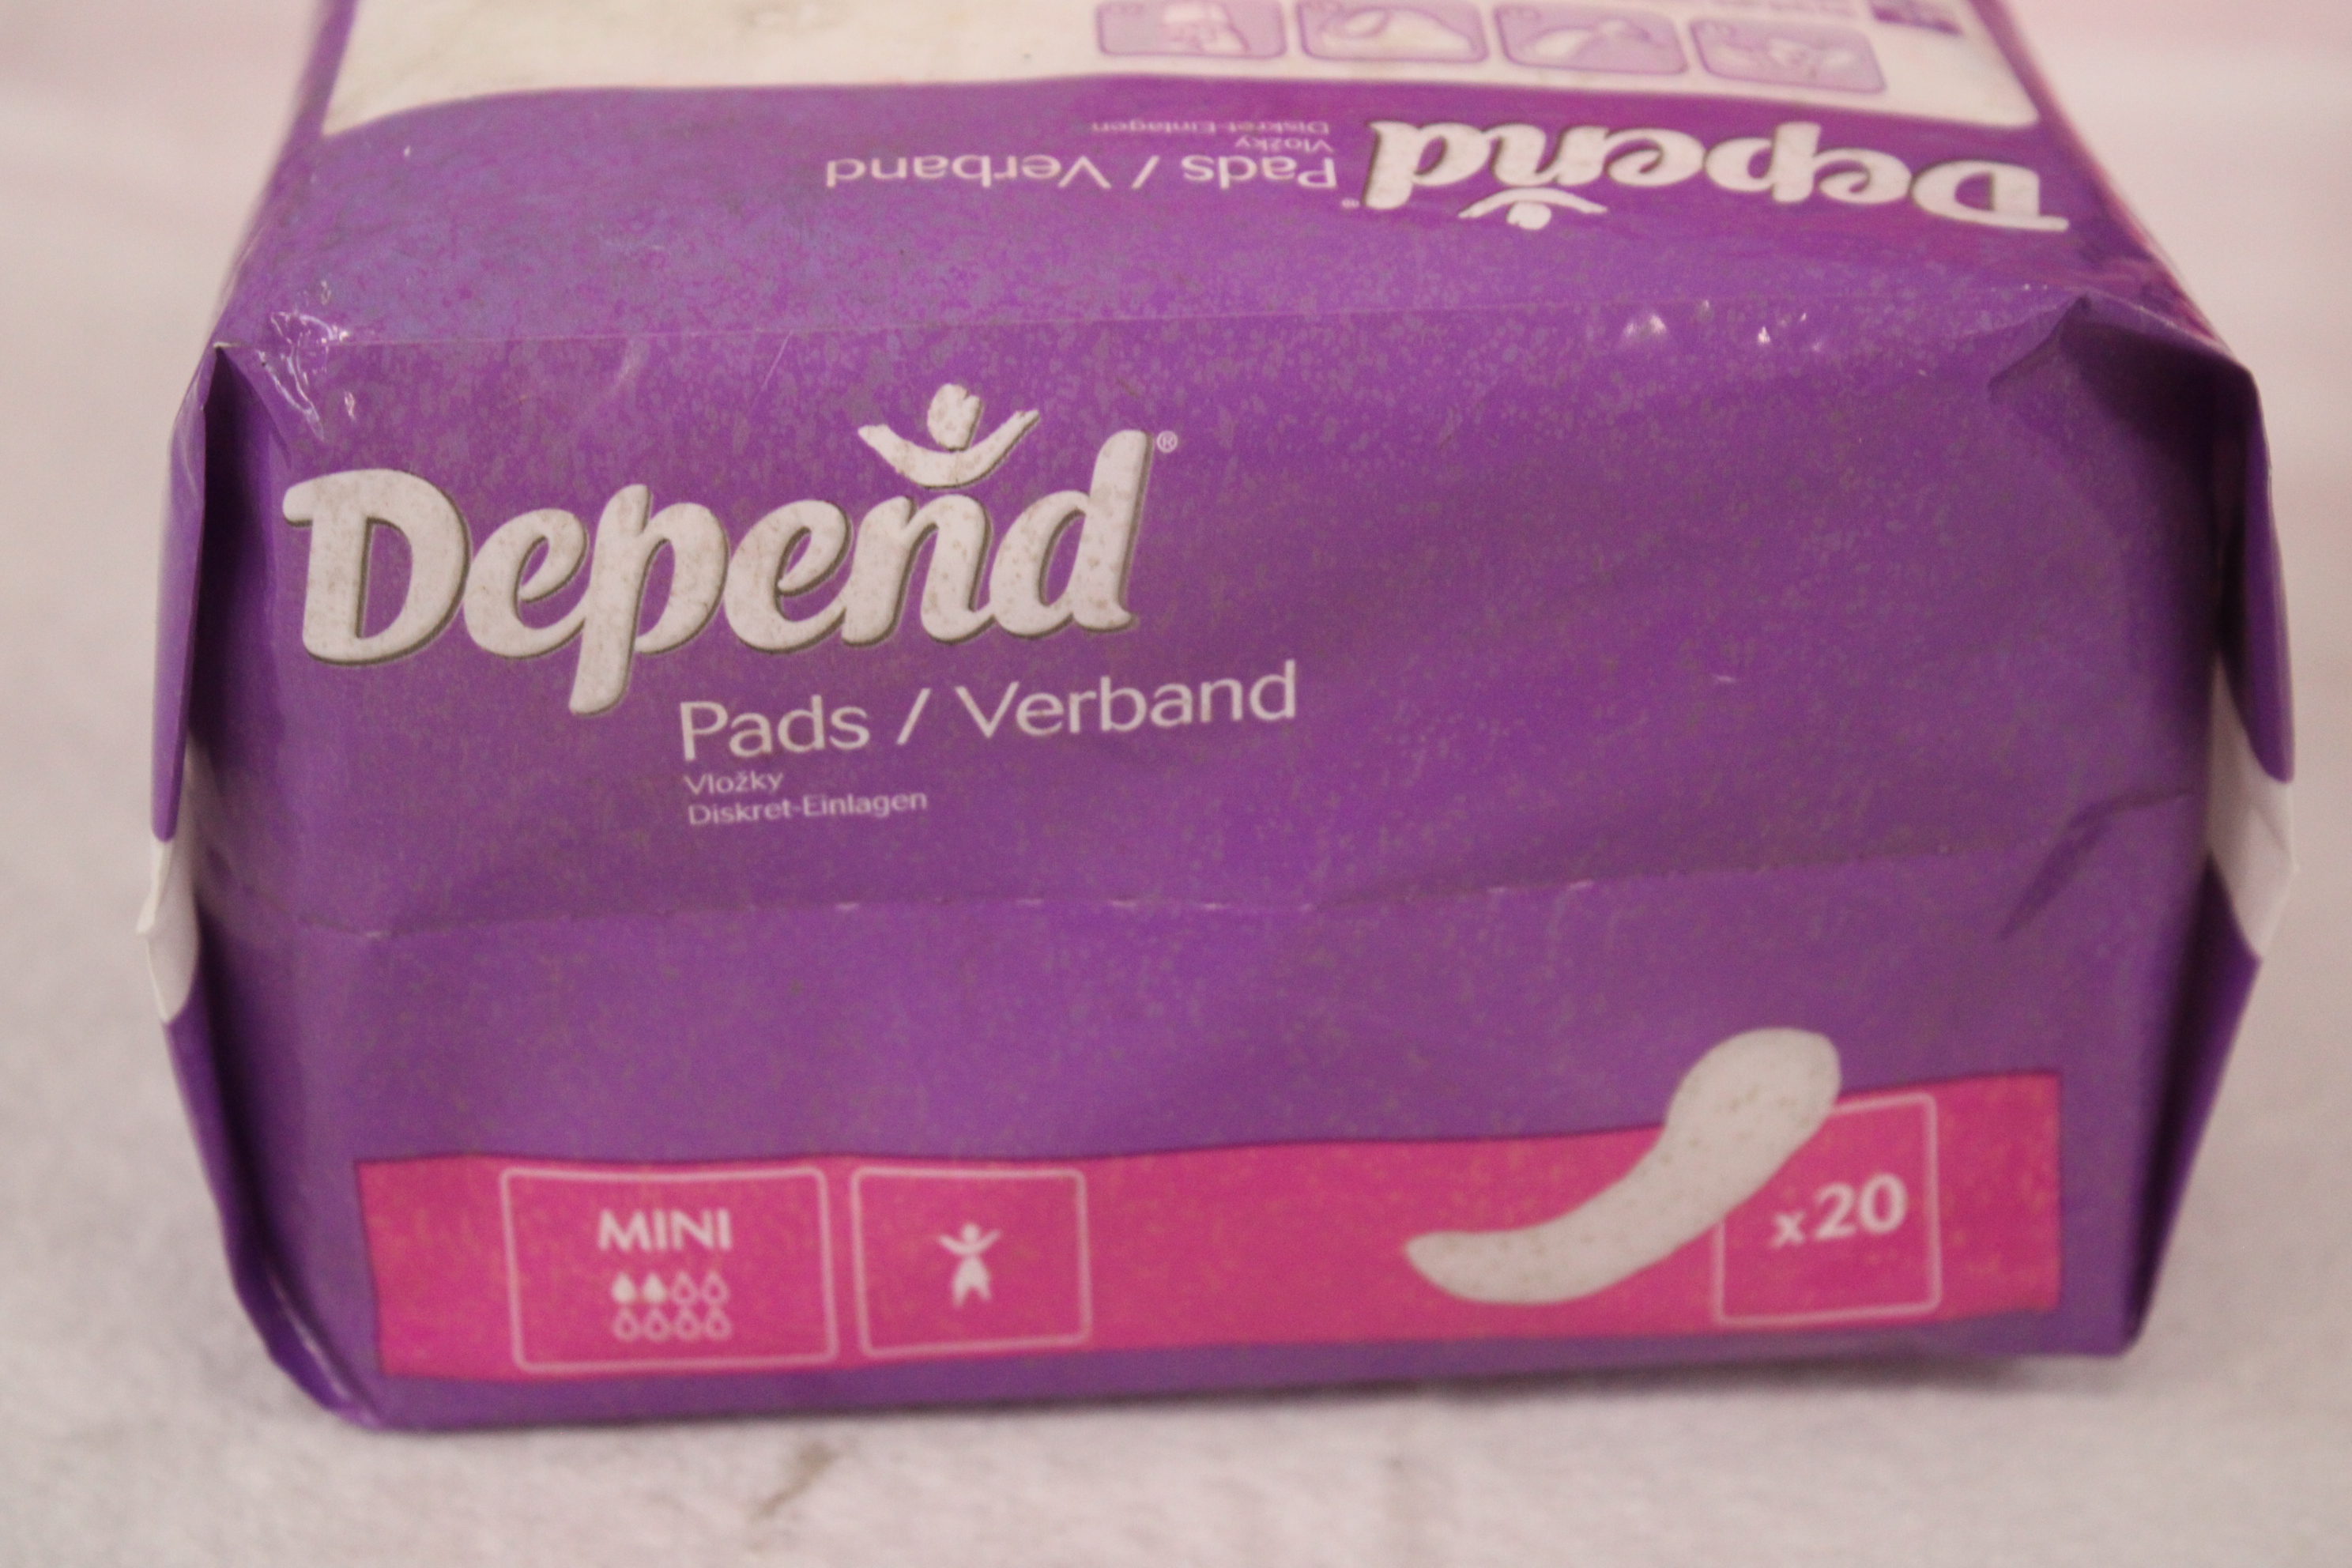 Depend®
Pads / Verband
Vložky
Diskret-Einlagen
Depend®
Pads / Verband
Vložky
Diskret-Einlagen
MINI
x20